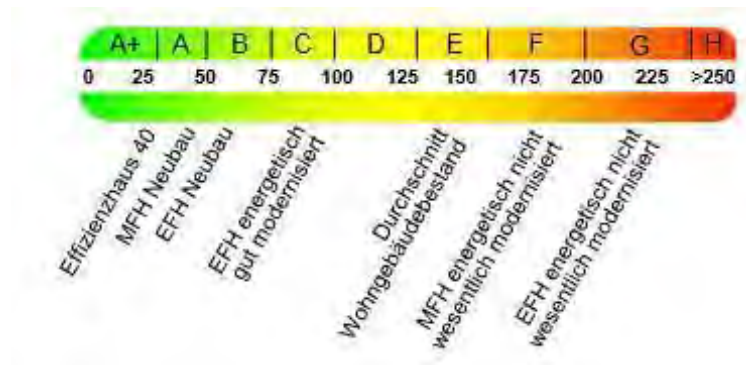 A+ A B C D E F G H
0 25 50 75 100 125 150 175 200 225 >250
Effizienzhaus 40
MFH Neubau
EFH Neubau
EFH energetisch
gut modernisiert
Durchschnitt
Wohngebäudebestand
MFH energetisch nicht
wesentlich modernisiert
EFH energetisch nicht
wesentlich modernisiert